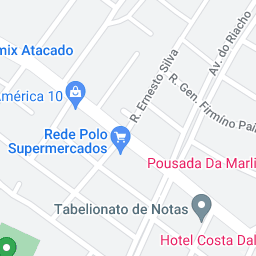 mix Atacado
América 10
R. Ernesto Silva
Av. do Riacho
R. Gen. Firmino Pai
Rede Polo
Supermercados
Pousada Da Marli
Tabelionato de Notas
Hotel Costa Dal